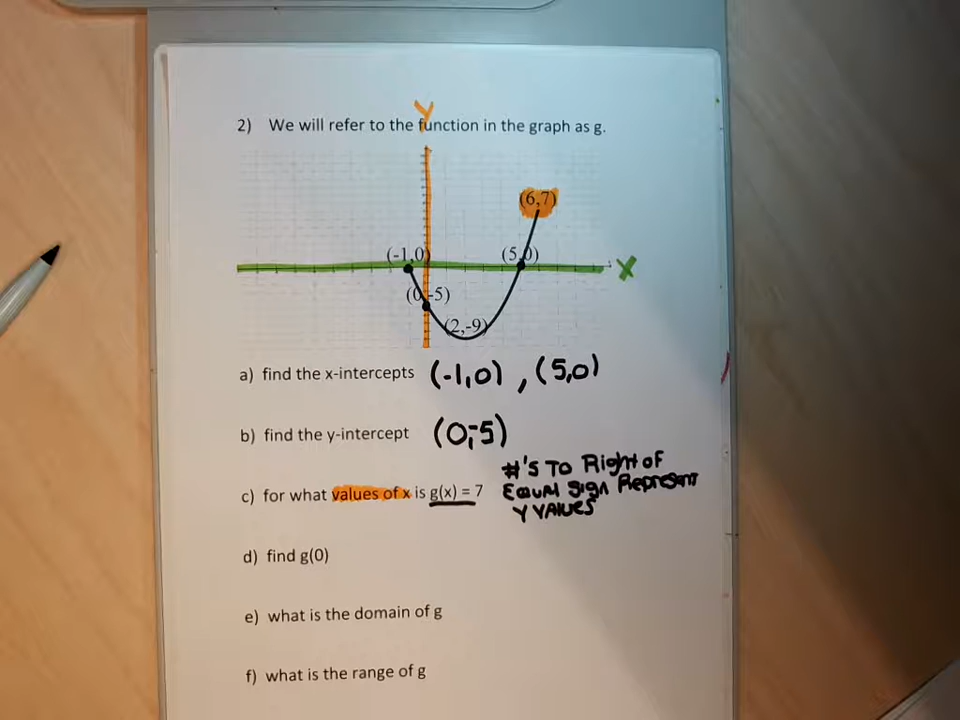 Y
2) We will refer to the function in the graph as g.
(6,7)
(-1,0) (5,0)
X
(0,-5)
(2,-9)
a) find the x-intercepts (-1,0) , (5,0)
b) find the y-intercept (0,-5)
#'s To Right of
c) for what values of x is g(x) = 7 Equal Sign Represent
Y VALUES
d) find g(0)
e) what is the domain of g
f) what is the range of g